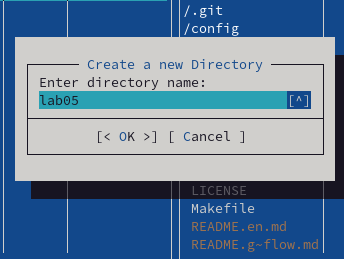 /.git
/config
Create a new Directory
Enter directory name:
lab05 [^]
[< OK >] [ Cancel ]
LICENSE
Makefile
README.en.md
README.g~flow.md